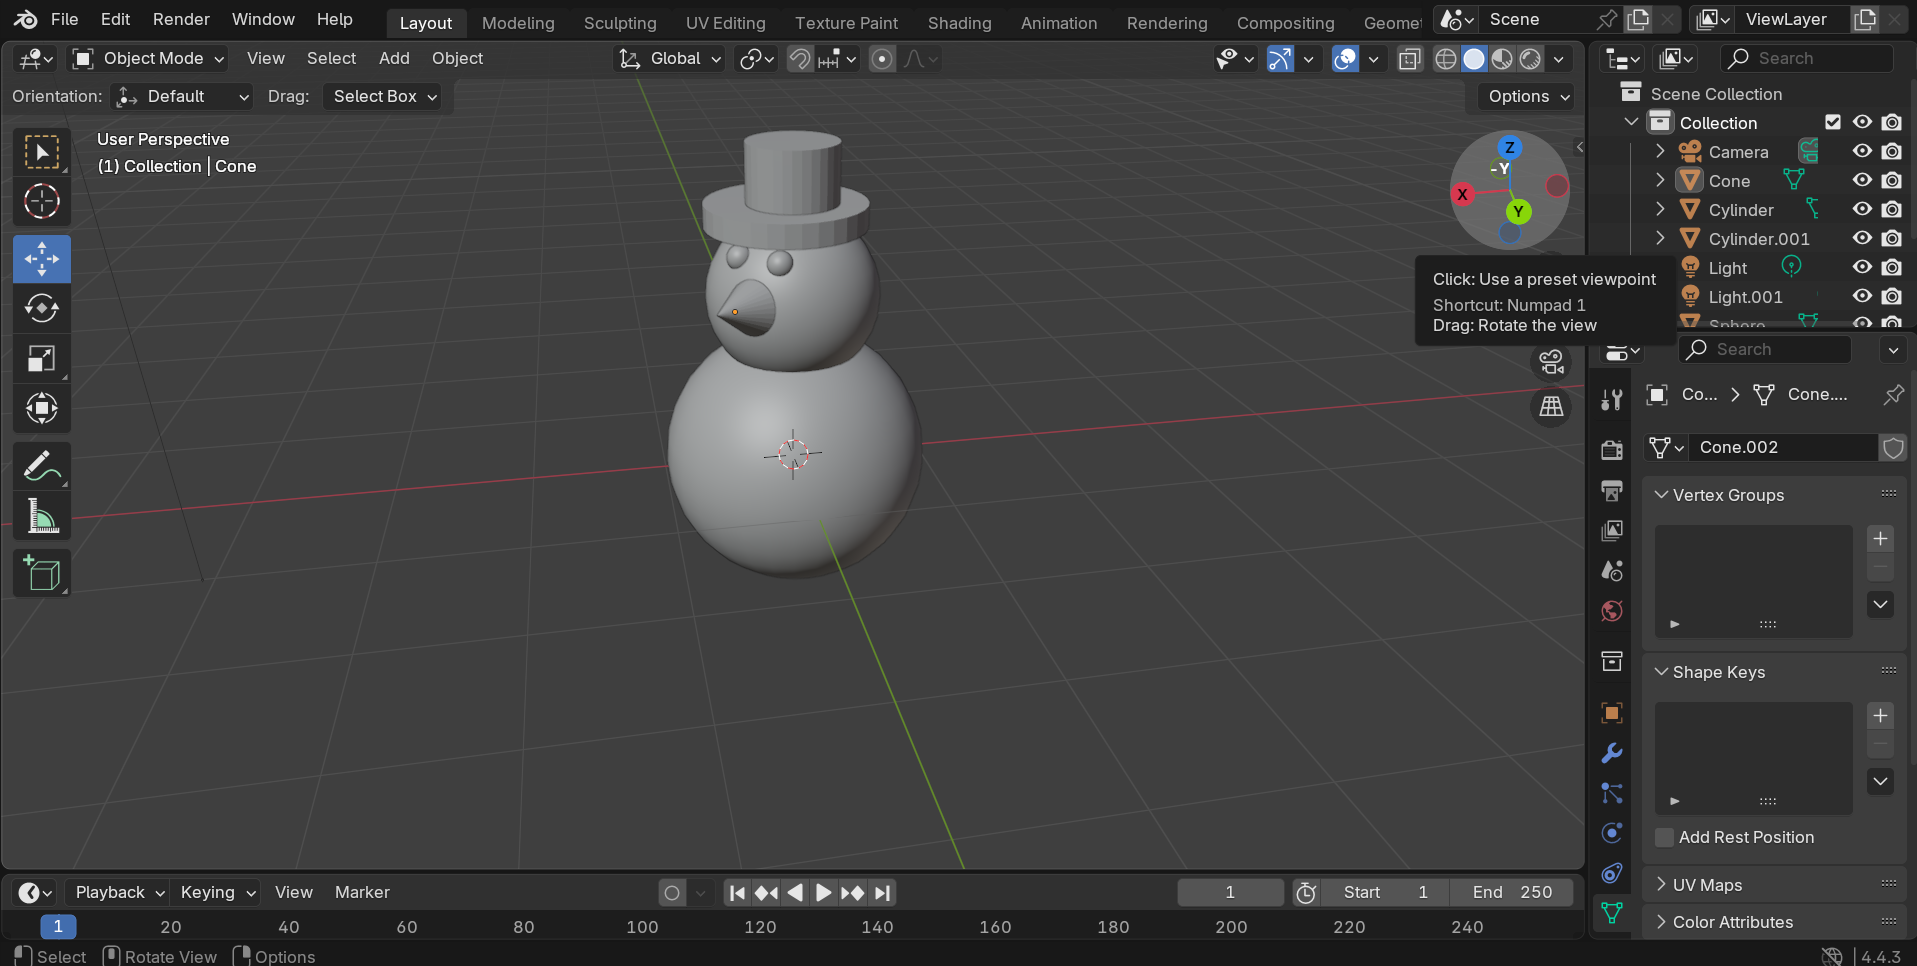 File Edit Render Window Help Layout Modeling Sculpting UV Editing Texture Paint Shading Animation Rendering Compositing Geomet Scene ViewLayer
Object Mode View Select Add Object Global Search
Orientation: Default Drag: Select Box Options
User Perspective
(1) Collection | Cone
Z
-Y
X
Y
Scene Collection
Collection
Camera
Cone
Cylinder
Cylinder.001
Light
Light.001
Sphere
Click: Use a preset viewpoint
Shortcut: Numpad 1
Drag: Rotate the view
Search
Co... Cone....
Cone.002
Vertex Groups
Shape Keys
Add Rest Position
UV Maps
Color Attributes
Playback Keying View Marker 1 Start 1 End 250
1 20 40 60 80 100 120 140 160 180 200 220 240
Select Rotate View Options 4.4.3